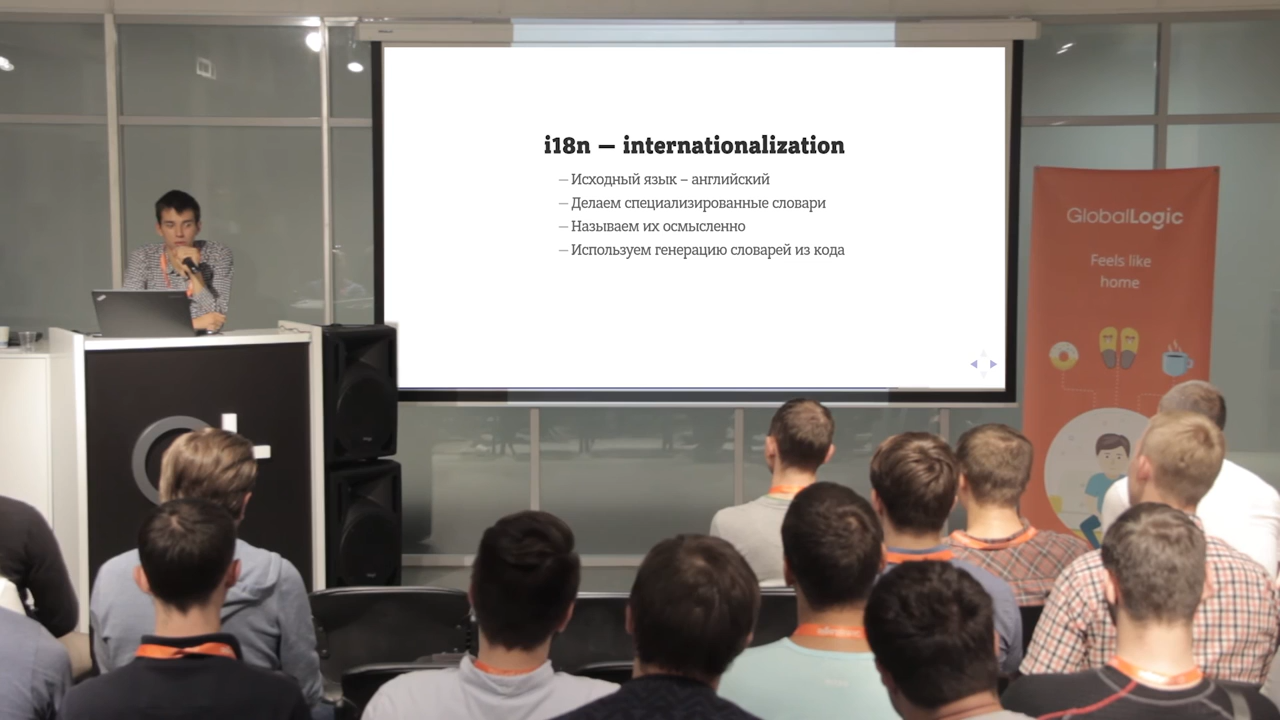 i18n — internationalization
— Исходный язык – английский
— Делаем специализированные словари
— Называем их осмысленно
— Используем генерацию словарей из кода
GlobalLogic
Feels like
home